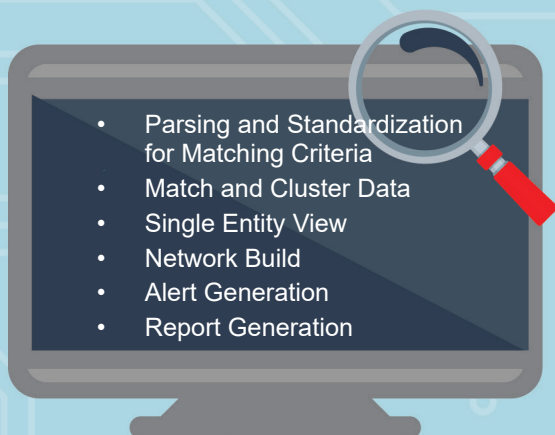 • Parsing and Standardization
for Matching Criteria
• Match and Cluster Data
• Single Entity View
• Network Build
• Alert Generation
• Report Generation